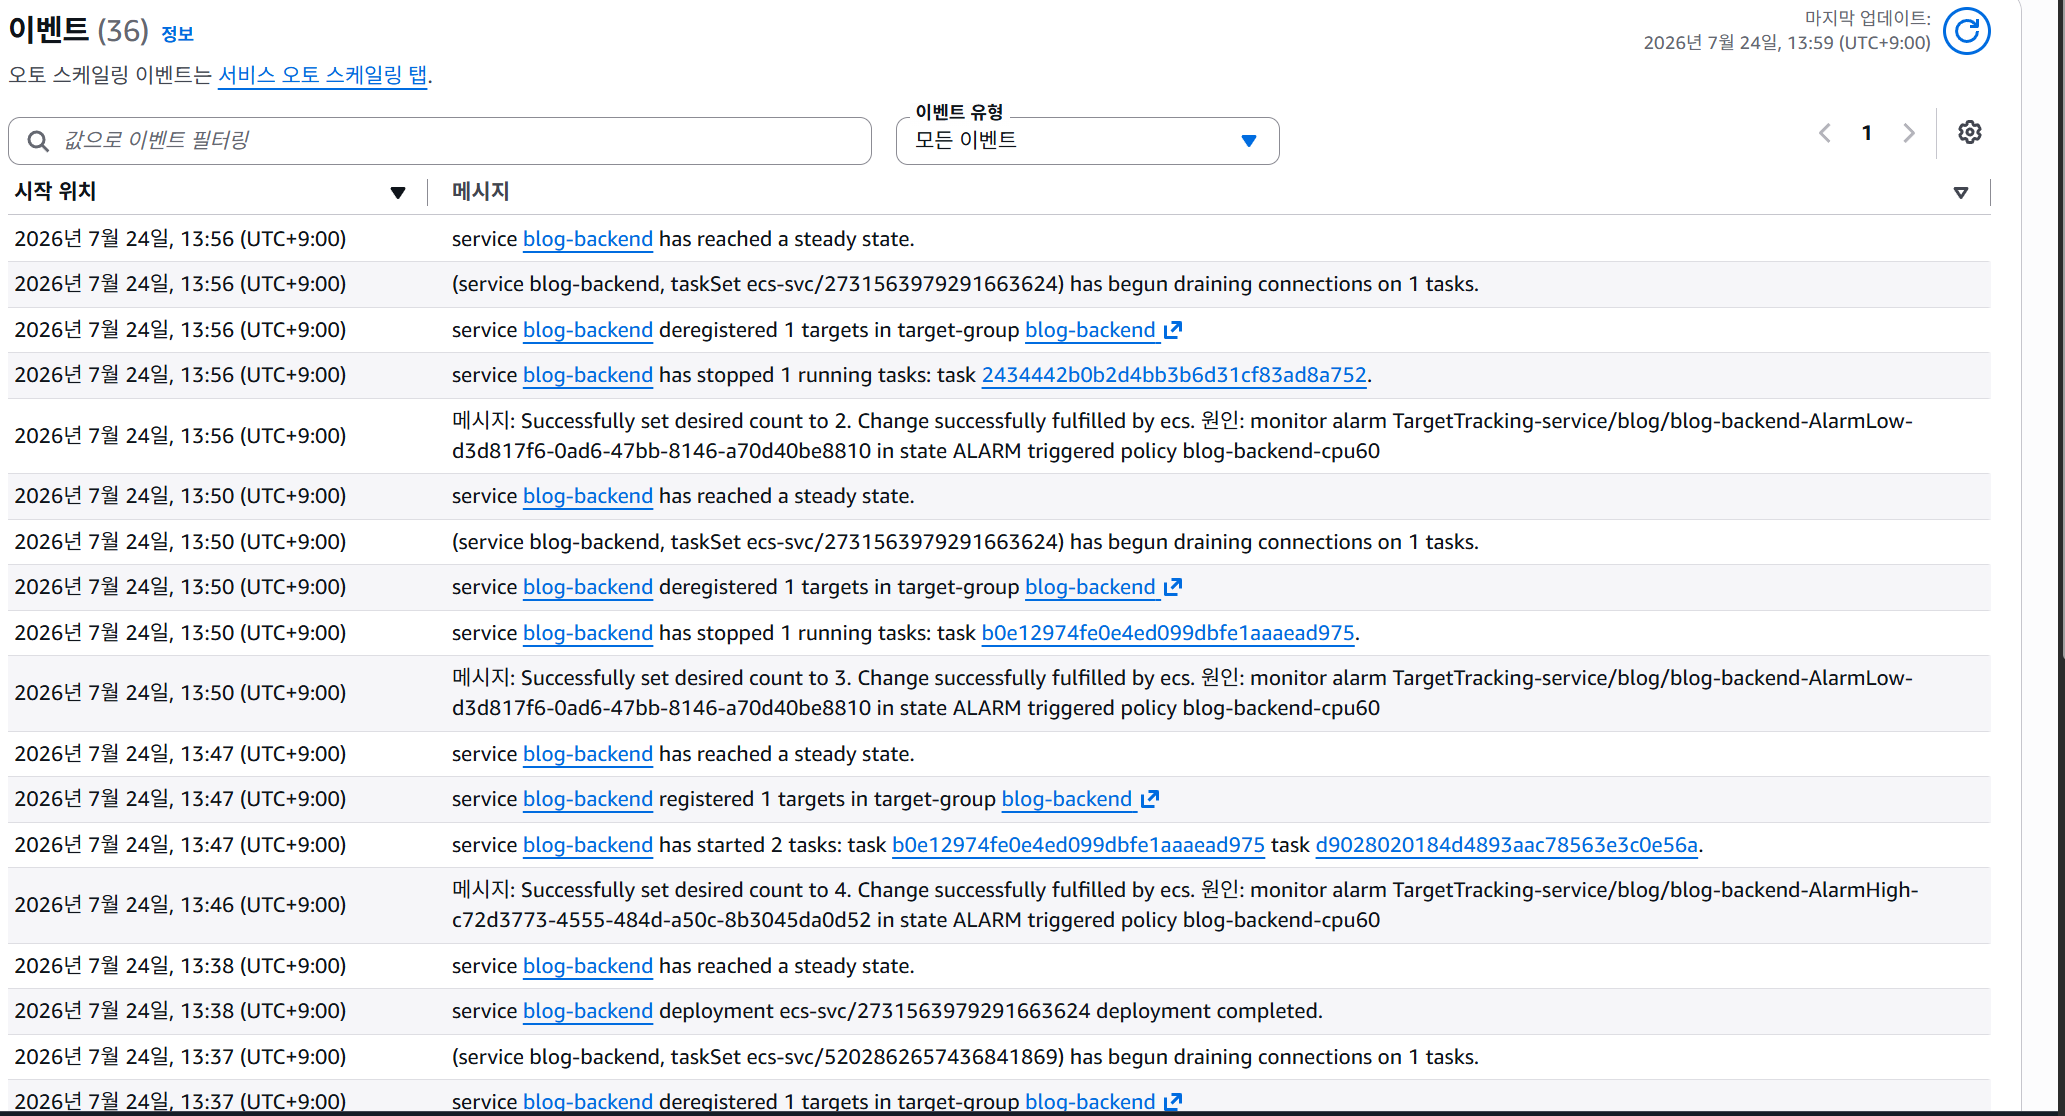 이벤트 (36) 정보
마지막 업데이트:
2026년 7월 24일, 13:59 (UTC+9:00)
오토 스케일링 이벤트는 서비스 오토 스케일링 탭.
값으로 이벤트 필터링
이벤트 유형
모든 이벤트
1
시작 위치 메시지
2026년 7월 24일, 13:56 (UTC+9:00) service blog-backend has reached a steady state.
2026년 7월 24일, 13:56 (UTC+9:00) (service blog-backend, taskSet ecs-svc/2731563979291663624) has begun draining connections on 1 tasks.
2026년 7월 24일, 13:56 (UTC+9:00) service blog-backend deregistered 1 targets in target-group blog-backend
2026년 7월 24일, 13:56 (UTC+9:00) service blog-backend has stopped 1 running tasks: task 2434442b0b2d4bb3b6d31cf83ad8a752.
2026년 7월 24일, 13:56 (UTC+9:00) 메시지: Successfully set desired count to 2. Change successfully fulfilled by ecs. 원인: monitor alarm TargetTracking-service/blog/blog-backend-AlarmLow-
d3d817f6-0ad6-47bb-8146-a70d40be8810 in state ALARM triggered policy blog-backend-cpu60
2026년 7월 24일, 13:50 (UTC+9:00) service blog-backend has reached a steady state.
2026년 7월 24일, 13:50 (UTC+9:00) (service blog-backend, taskSet ecs-svc/2731563979291663624) has begun draining connections on 1 tasks.
2026년 7월 24일, 13:50 (UTC+9:00) service blog-backend deregistered 1 targets in target-group blog-backend
2026년 7월 24일, 13:50 (UTC+9:00) service blog-backend has stopped 1 running tasks: task b0e12974fe0e4ed099dbfe1aaaead975.
2026년 7월 24일, 13:50 (UTC+9:00) 메시지: Successfully set desired count to 3. Change successfully fulfilled by ecs. 원인: monitor alarm TargetTracking-service/blog/blog-backend-AlarmLow-
d3d817f6-0ad6-47bb-8146-a70d40be8810 in state ALARM triggered policy blog-backend-cpu60
2026년 7월 24일, 13:47 (UTC+9:00) service blog-backend has reached a steady state.
2026년 7월 24일, 13:47 (UTC+9:00) service blog-backend registered 1 targets in target-group blog-backend
2026년 7월 24일, 13:47 (UTC+9:00) service blog-backend has started 2 tasks: task b0e12974fe0e4ed099dbfe1aaaead975 task d9028020184d4893aac78563e3c0e56a.
2026년 7월 24일, 13:46 (UTC+9:00) 메시지: Successfully set desired count to 4. Change successfully fulfilled by ecs. 원인: monitor alarm TargetTracking-service/blog/blog-backend-AlarmHigh-
c72d3773-4555-484d-a50c-8b3045da0d52 in state ALARM triggered policy blog-backend-cpu60
2026년 7월 24일, 13:38 (UTC+9:00) service blog-backend has reached a steady state.
2026년 7월 24일, 13:38 (UTC+9:00) service blog-backend deployment ecs-svc/2731563979291663624 deployment completed.
2026년 7월 24일, 13:37 (UTC+9:00) (service blog-backend, taskSet ecs-svc/5202862657436841869) has begun draining connections on 1 tasks.
2026년 7월 24일, 13:37 (UTC+9:00) service blog-backend deregistered 1 targets in target-group blog-backend